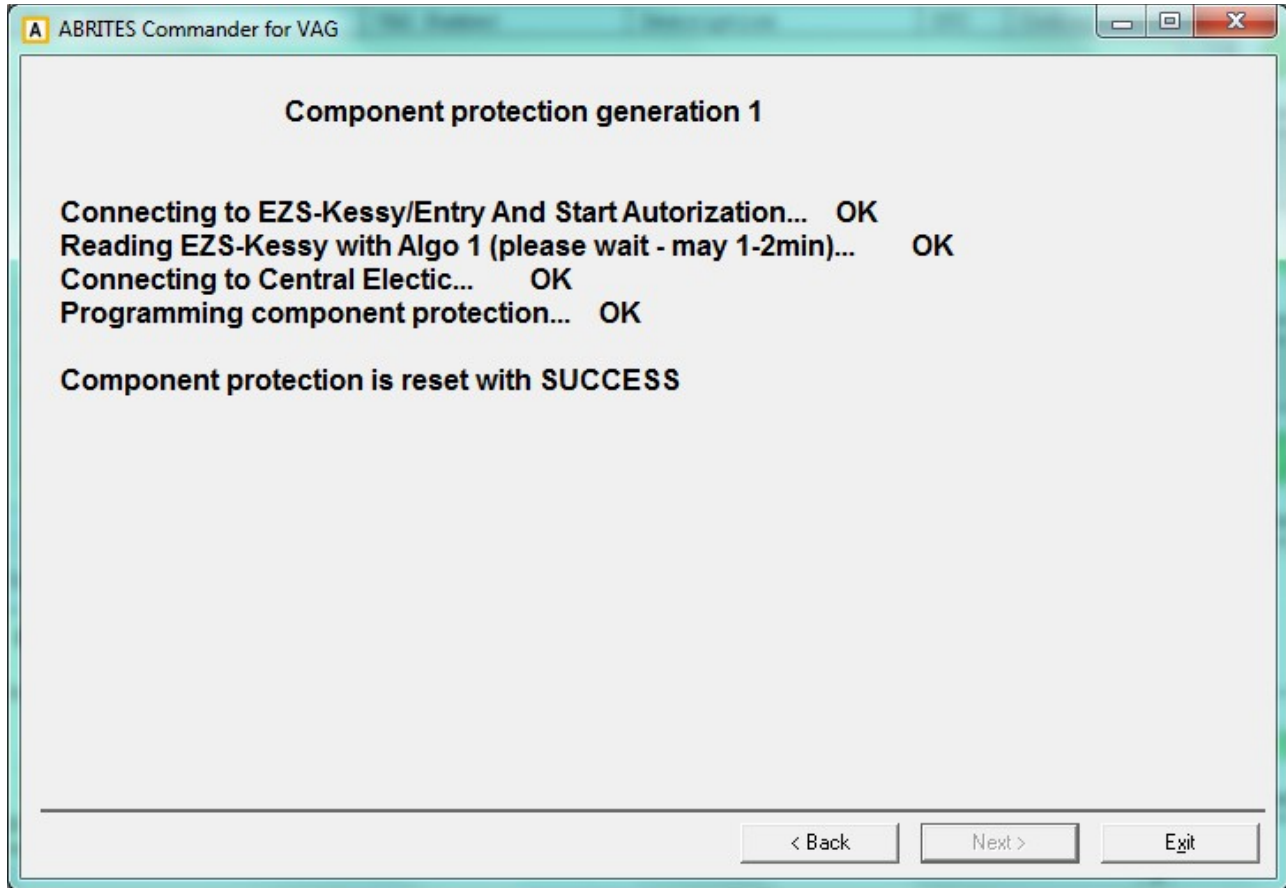 A ABRITES Commander for VAG
Component protection generation 1
Connecting to EZS-Kessy/Entry And Start Autorization... OK
Reading EZS-Kessy with Algo 1 (please wait - may 1-2min)... OK
Connecting to Central Electic... OK
Programming component protection... OK
Component protection is reset with SUCCESS
< Back Next > Exit